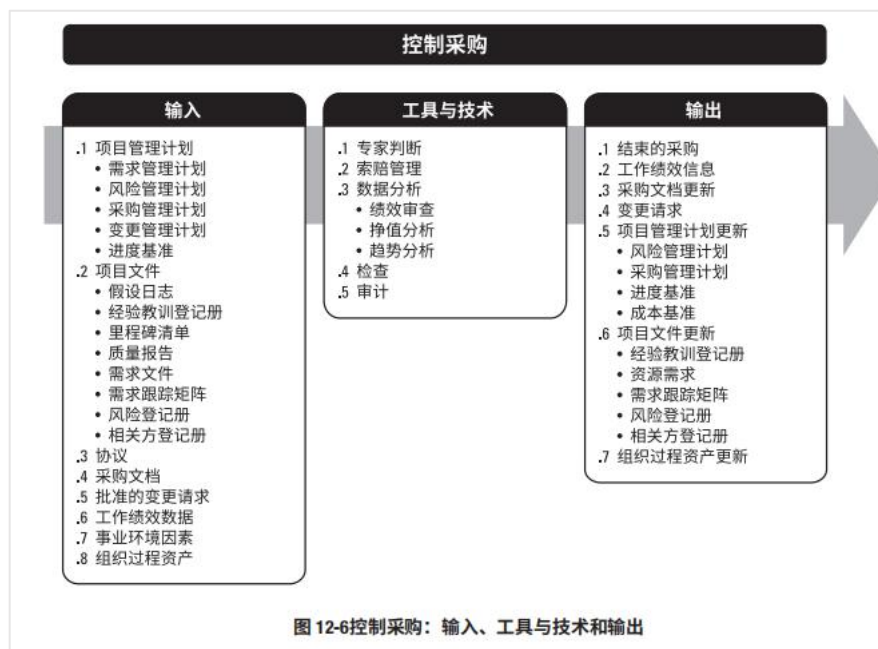 控制采购
输入
.1 项目管理计划
• 需求管理计划
• 风险管理计划
• 采购管理计划
• 变更管理计划
• 进度基准
.2 项目文件
• 假设日志
• 经验教训登记册
• 里程碑清单
• 质量报告
• 需求文件
• 需求跟踪矩阵
• 风险登记册
• 相关方登记册
.3 协议
.4 采购文档
.5 批准的变更请求
.6 工作绩效数据
.7 事业环境因素
.8 组织过程资产
工具与技术
.1 专家判断
.2 索赔管理
.3 数据分析
• 绩效审查
• 挣值分析
• 趋势分析
.4 检查
.5 审计
输出
.1 结束的采购
.2 工作绩效信息
.3 采购文档更新
.4 变更请求
.5 项目管理计划更新
• 风险管理计划
• 采购管理计划
• 进度基准
• 成本基准
.6 项目文件更新
• 经验教训登记册
• 资源需求
• 需求跟踪矩阵
• 风险登记册
• 相关方登记册
.7 组织过程资产更新
图 12-6控制采购：输入、工具与技术和输出